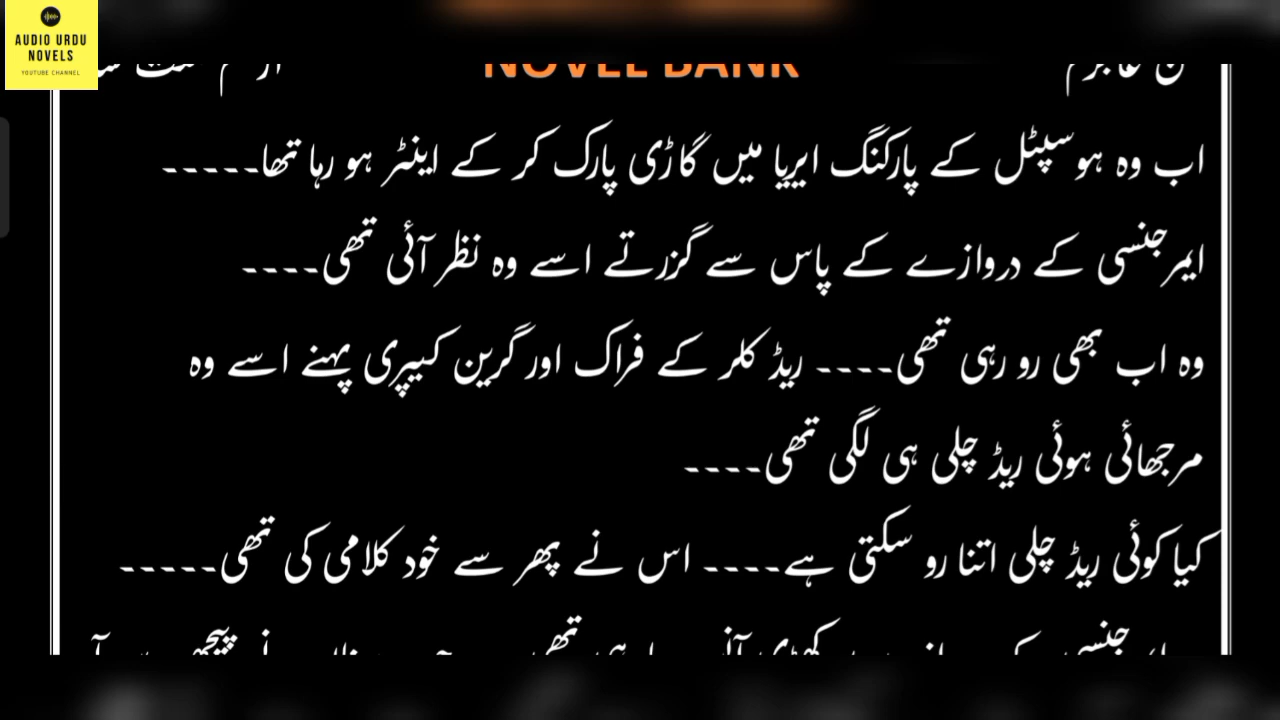 AUDIO URDU
NOVELS
YOUTUBE CHANNEL
NOVEL BANK
اب وہ ہوسپٹل کے پارکنگ ایریا میں گاڑی پارک کر کے اینٹر ہو رہا تھا-----
ایمرجنسی کے دروازے کے پاس سے گزرتے اسے وہ نظر آئی تھی----
وہ اب بھی رو رہی تھی---- ریڈ کلر کے فراک اور گرین کیپری پہنے اسے وہ
مرجھائی ہوئی ریڈ چلی ہی لگی تھی----
کیا کوئی ریڈ چلی اتنا رو سکتی ہے---- اس نے پھر سے خود کلامی کی تھی-----